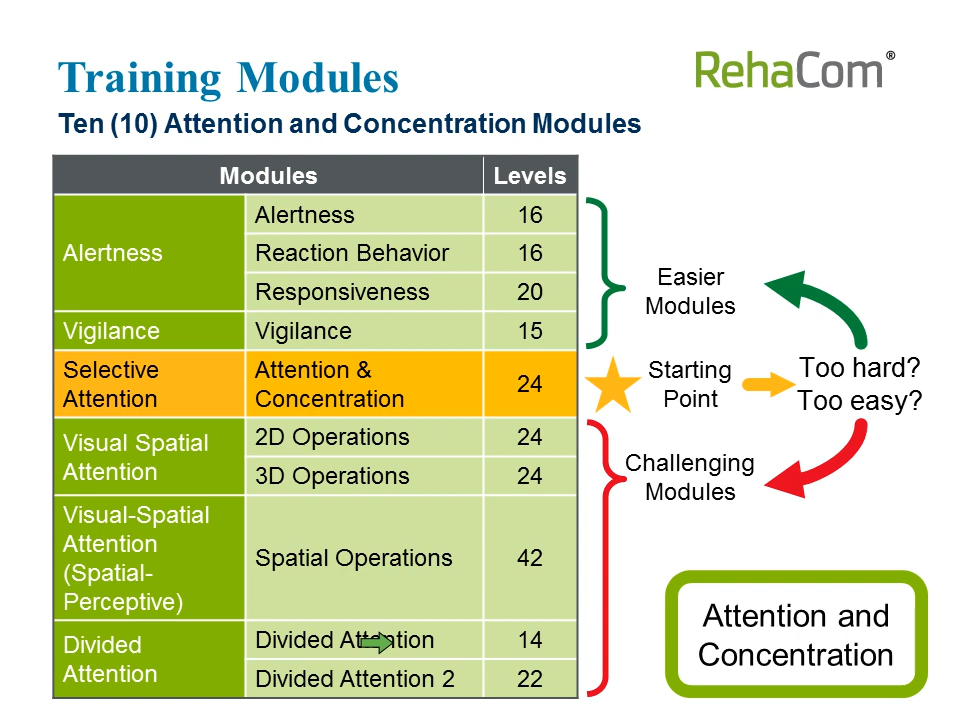 Training Modules
RehaCom®
Ten (10) Attention and Concentration Modules
Modules Levels
Alertness
Alertness 16
Reaction Behavior 16
Responsiveness 20
Vigilance Vigilance 15
Selective
Attention
Attention &
Concentration
24
Visual Spatial
Attention
2D Operations 24
3D Operations 24
Visual-Spatial
Attention
(Spatial-
Perceptive)
Spatial Operations 42
Divided
Attention
Divided Attention 14
Divided Attention 2 22
Easier
Modules
Starting
Point
Too hard?
Too easy?
Challenging
Modules
Attention and
Concentration